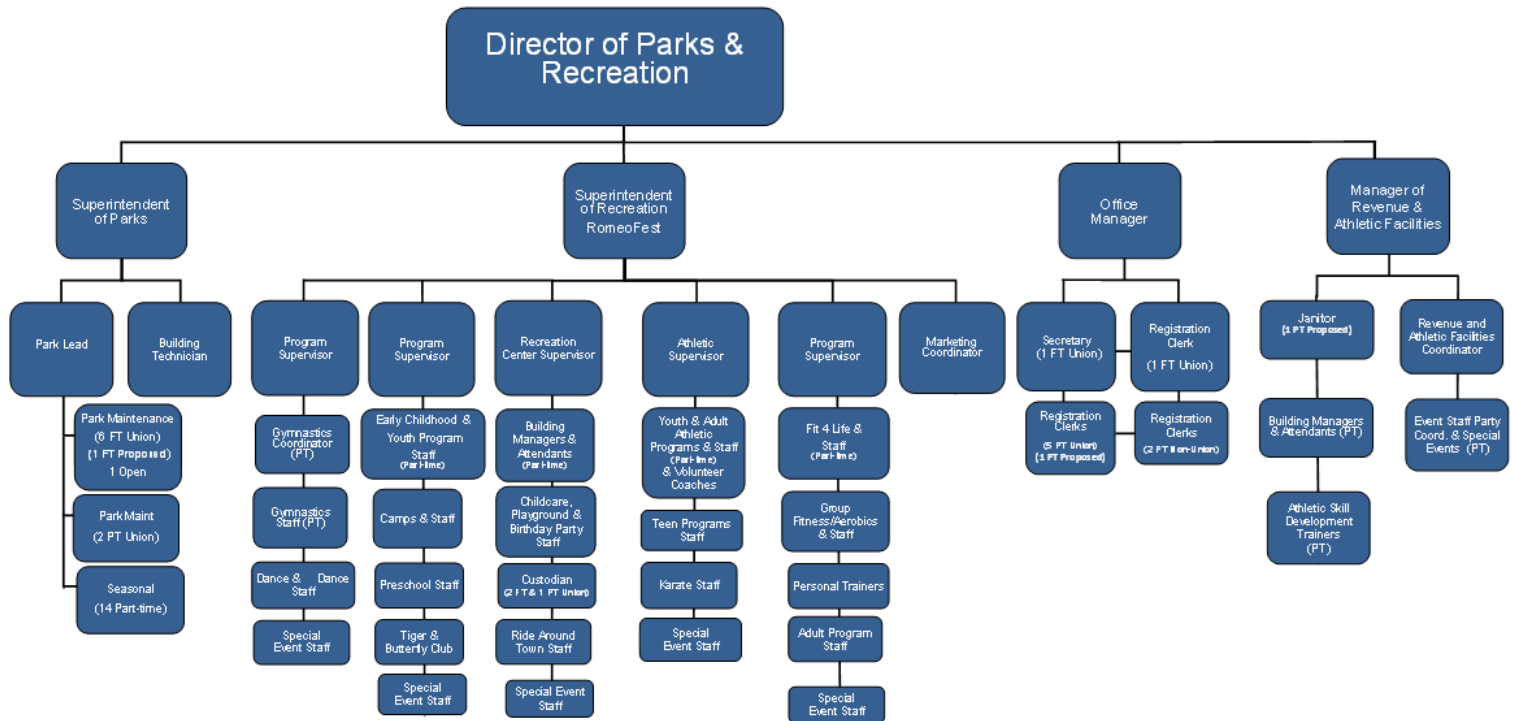 Director of Parks &
Recreation
Superintendent
of Parks
Superintendent
of Recreation
RomeoFest
Office
Manager
Manager of
Revenue &
Athletic Facilities
Park Lead
Building
Technician
Program
Supervisor
Program
Supervisor
Recreation
Center Supervisor
Athletic
Supervisor
Program
Supervisor
Marketing
Coordinator
Secretary
(1 FT Union)
Registration
Clerk
(1 FT Union)
Janitor
(1 PT Proposed)
Revenue and
Athletic Facilities
Coordinator
Park Maintenance
(6 FT Union)
(1 FT Proposed)
1 Open
Park Maint
(2 PT Union)
Seasonal
(14 Part-time)
Gymnastics
Coordinator
(PT)
Gymnastics
Staff (PT)
Dance & Dance
Staff
Special
Event Staff
Early Childhood &
Youth Program
Staff
(Part-time)
Camps & Staff
Preschool Staff
Tiger &
Butterfly Club
Special
Event Staff
Building
Managers &
Attendants
(Part-time)
Childcare,
Playground &
Birthday Party
Staff
Custodian
(2 FT & 1 PT Union)
Ride Around
Town Staff
Special Event
Staff
Youth & Adult
Athletic
Programs & Staff
(Part-time)
& Volunteer
Coaches
Teen Programs
Staff
Karate Staff
Special
Event Staff
Fit 4 Life &
Staff
(Part-time)
Group
Fitness/Aerobics
& Staff
Personal Trainers
Adult Program
Staff
Special
Event Staff
Registration
Clerks
(5 PT Union)
(1 PT Proposed)
Registration
Clerks
(2 PT Non-Union)
Building Managers
& Attendants (PT)
Athletic Skill
Development
Trainers
(PT)
Event Staff Party
Coord. & Special
Events (PT)